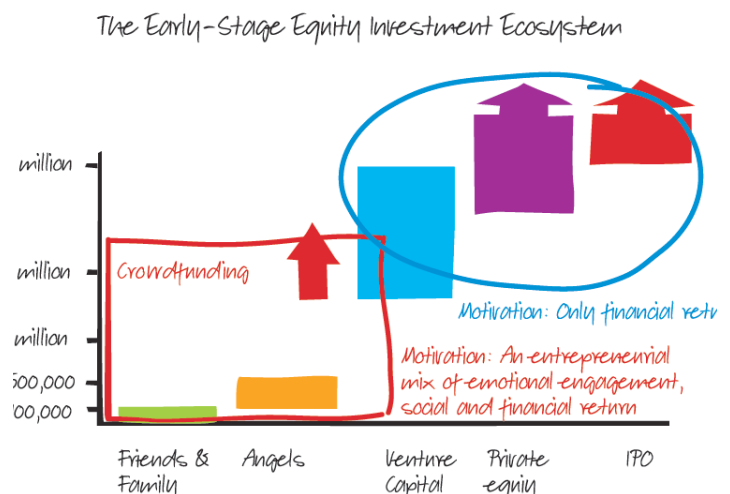 The Early-Stage Equity Investment Ecosystem
million
million
million
500,000
00,000
Crowdfunding
Motivation: Only financial retu
Motivation: An entrepreneurial
mix of emotional engagement,
social and financial return
Friends &
Family
Angels
Venture
Capital
Private
equiy
IPO